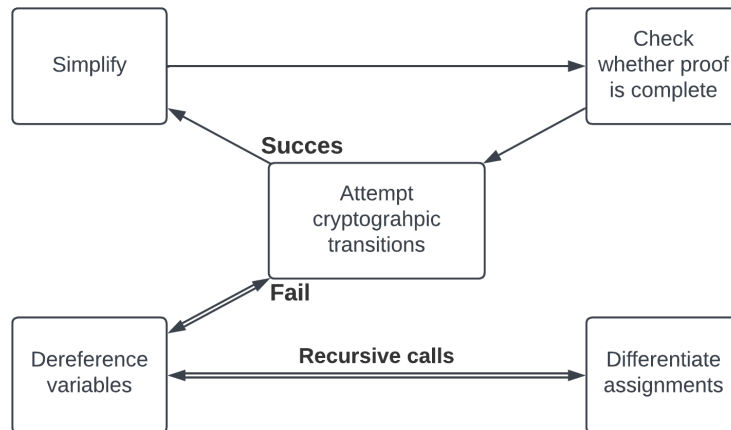 Simplify
Check
whether proof
is complete
Succes
Attempt
cryptograhpic
transitions
Fail
Dereference
variables
Recursive calls
Differentiate
assignments